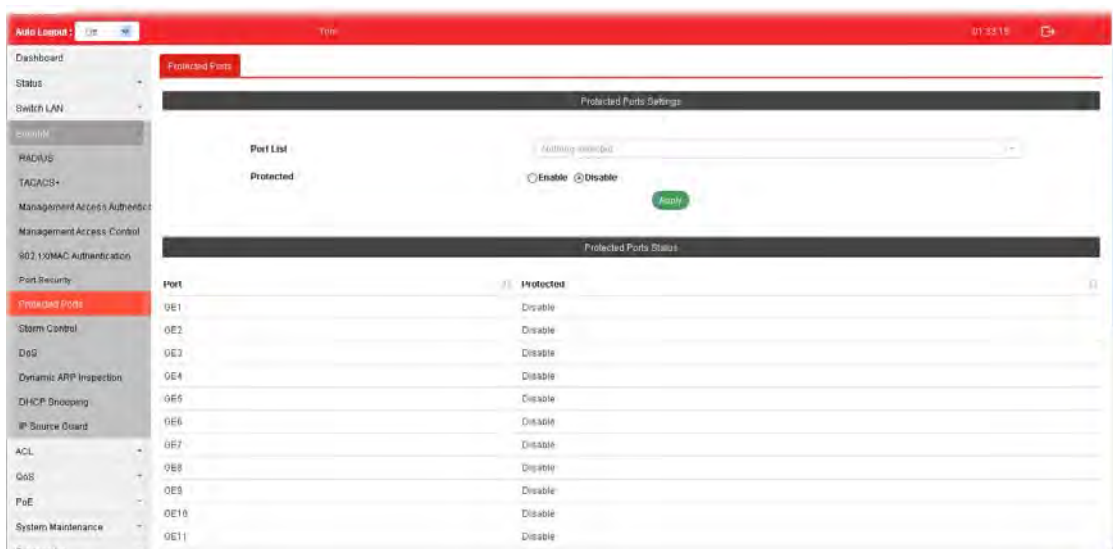 Auto Logout :
Dashboard
Status
Switch LAN
RADIUS
TACACS+
Management Access Authentic
Management Access Control
802.1X/MAC Authentication
Port Security
Protected Ports
Storm Control
DoS
Dynamic ARP Inspection
DHCP Snooping
IP Source Guard
ACL
QoS
PoE
System Maintenance
Protected Ports
Protected Ports Settings
Port List
Nothing selected
Protected
Enable Disable
Apply
Protected Ports Status
Port Protected
GE1 Disable
GE2 Disable
GE3 Disable
GE4 Disable
GE5 Disable
GE6 Disable
GE7 Disable
GE8 Disable
GE9 Disable
GE10 Disable
GE11 Disable